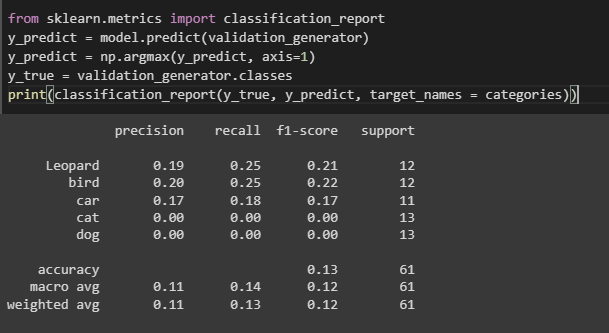 from sklearn.metrics import classification_report
y_predict = model.predict(validation_generator)
y_predict = np.argmax(y_predict, axis=1)
y_true = validation_generator.classes
print(classification_report(y_true, y_predict, target_names = categories))
precision recall f1-score support
Leopard 0.19 0.25 0.21 12
bird 0.20 0.25 0.22 12
car 0.17 0.18 0.17 11
cat 0.00 0.00 0.00 13
dog 0.00 0.00 0.00 13
accuracy 0.13 61
macro avg 0.11 0.14 0.12 61
weighted avg 0.11 0.13 0.12 61